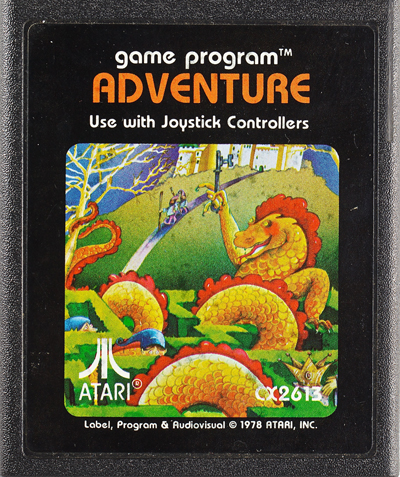 game program™
ADVENTURE
Use with Joystick Controllers
ATARI®
CX2613
Label, Program & Audiovisual © 1978 ATARI, INC.